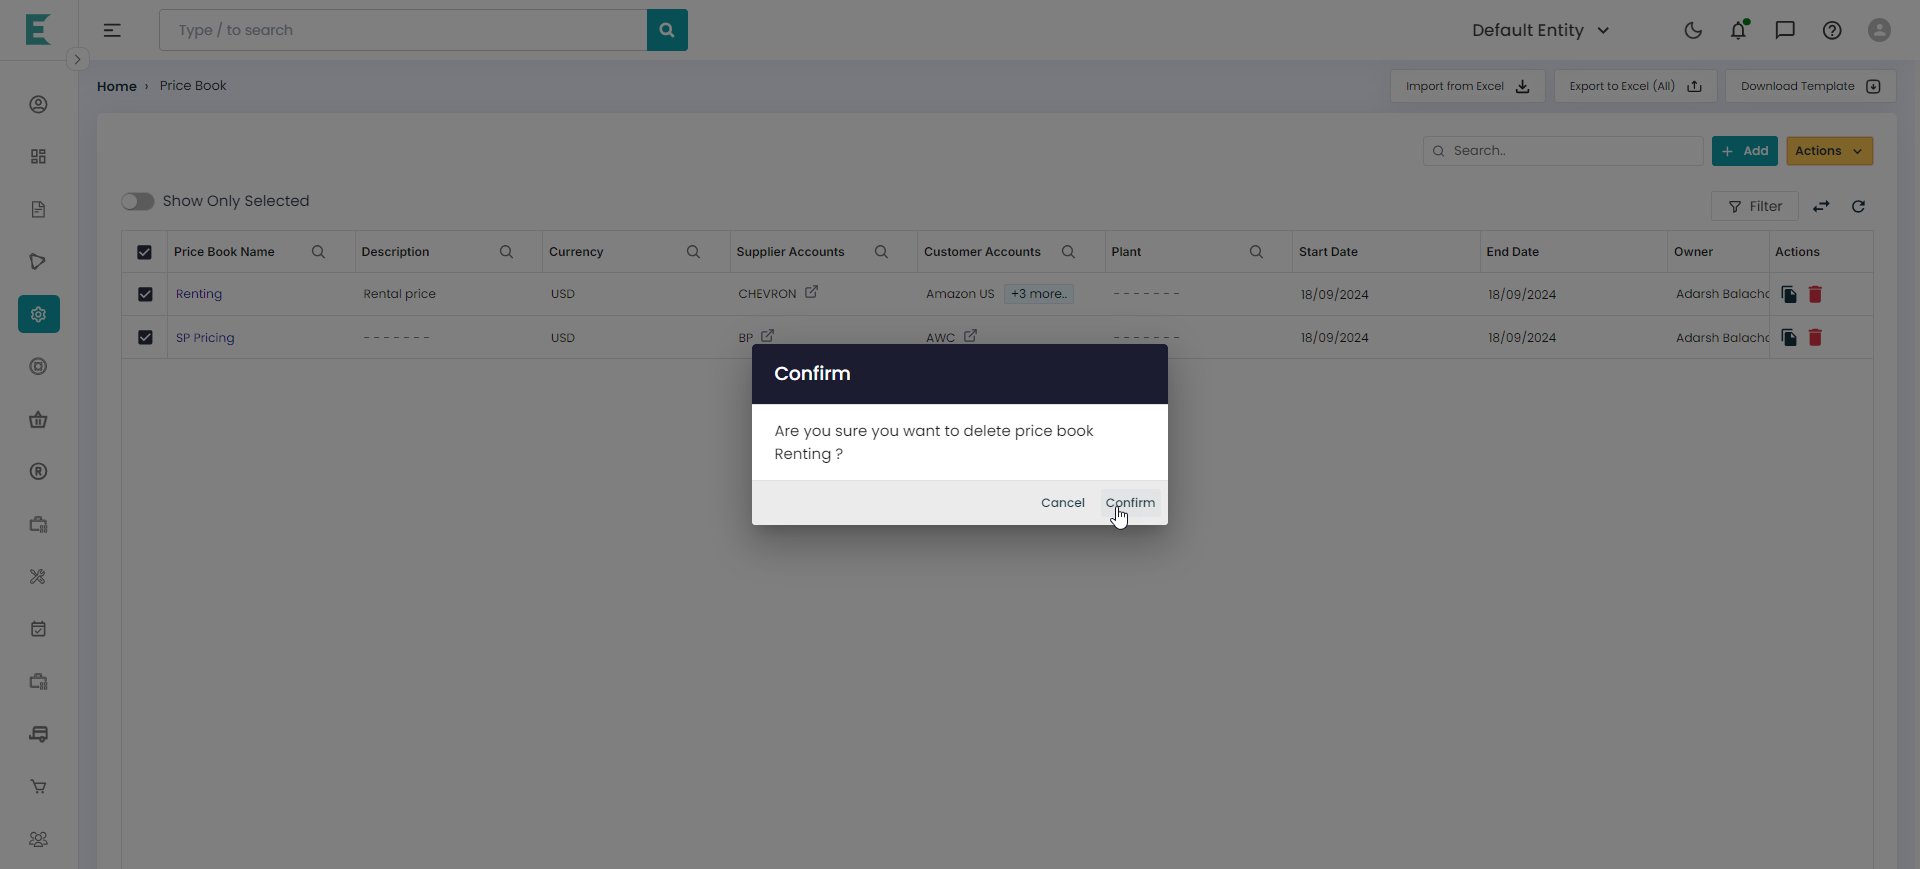 Type / to search
Default Entity
Home › Price Book
Import from Excel
Export to Excel (All)
Download Template
Search..
+ Add
Actions
Show Only Selected
Filter
Price Book Name Description Currency Supplier Accounts Customer Accounts Plant Start Date End Date Owner Actions
Renting Rental price USD CHEVRON Amazon US +3 more.. - - - - - - - 18/09/2024 18/09/2024 Adarsh Balacha
SP Pricing - - - - - - - USD BP AWC - - - - - - - 18/09/2024 18/09/2024 Adarsh Balacha
Confirm
Are you sure you want to delete price book
Renting ?
Cancel Confirm